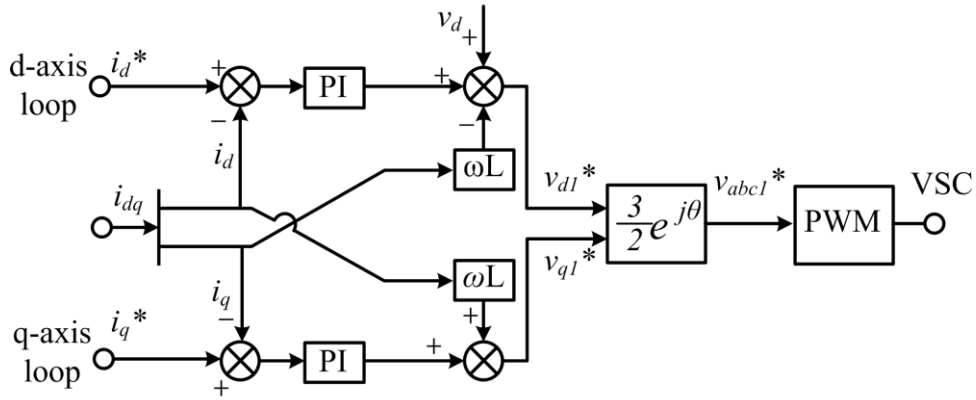 v_d
+
d-axis
loop
i_d*
+
PI
+
−
−
i_d
ωL
i_dq
v_d1*
3/2 e^jθ
v_abc1*
PWM
VSC
v_q1*
ωL
i_q
−
+
q-axis
loop
i_q*
+
PI
+